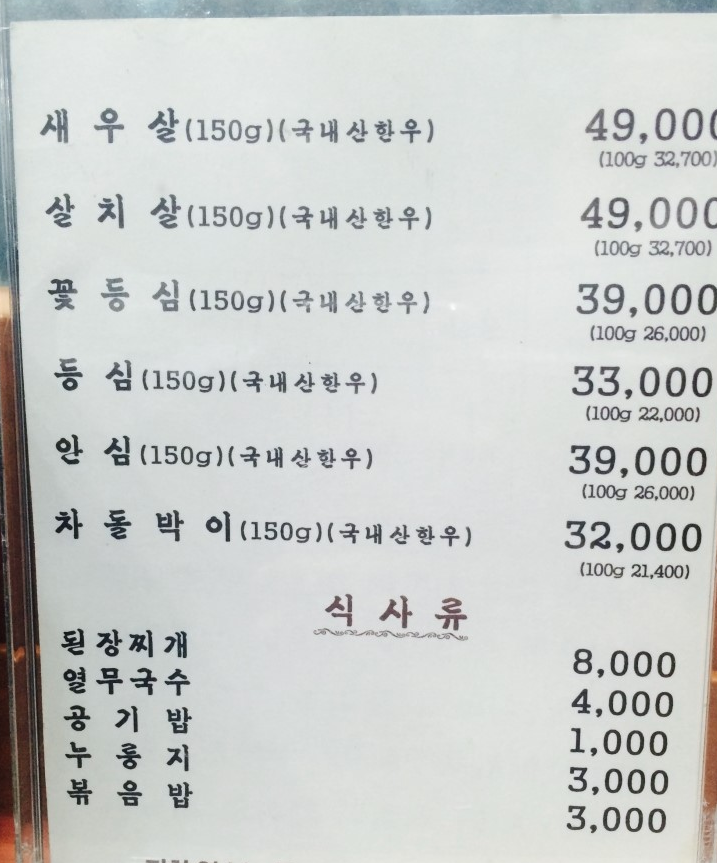 새우살(150g)(국내산한우) 49,000
(100g 32,700)
살치살(150g)(국내산한우) 49,000
(100g 32,700)
꽃등심(150g)(국내산한우) 39,000
(100g 26,000)
등심(150g)(국내산한우) 33,000
(100g 22,000)
안심(150g)(국내산한우) 39,000
(100g 26,000)
차돌박이(150g)(국내산한우) 32,000
(100g 21,400)
식사류
된장찌개 8,000
열무국수 4,000
공기밥 1,000
누룽지 3,000
볶음밥 3,000